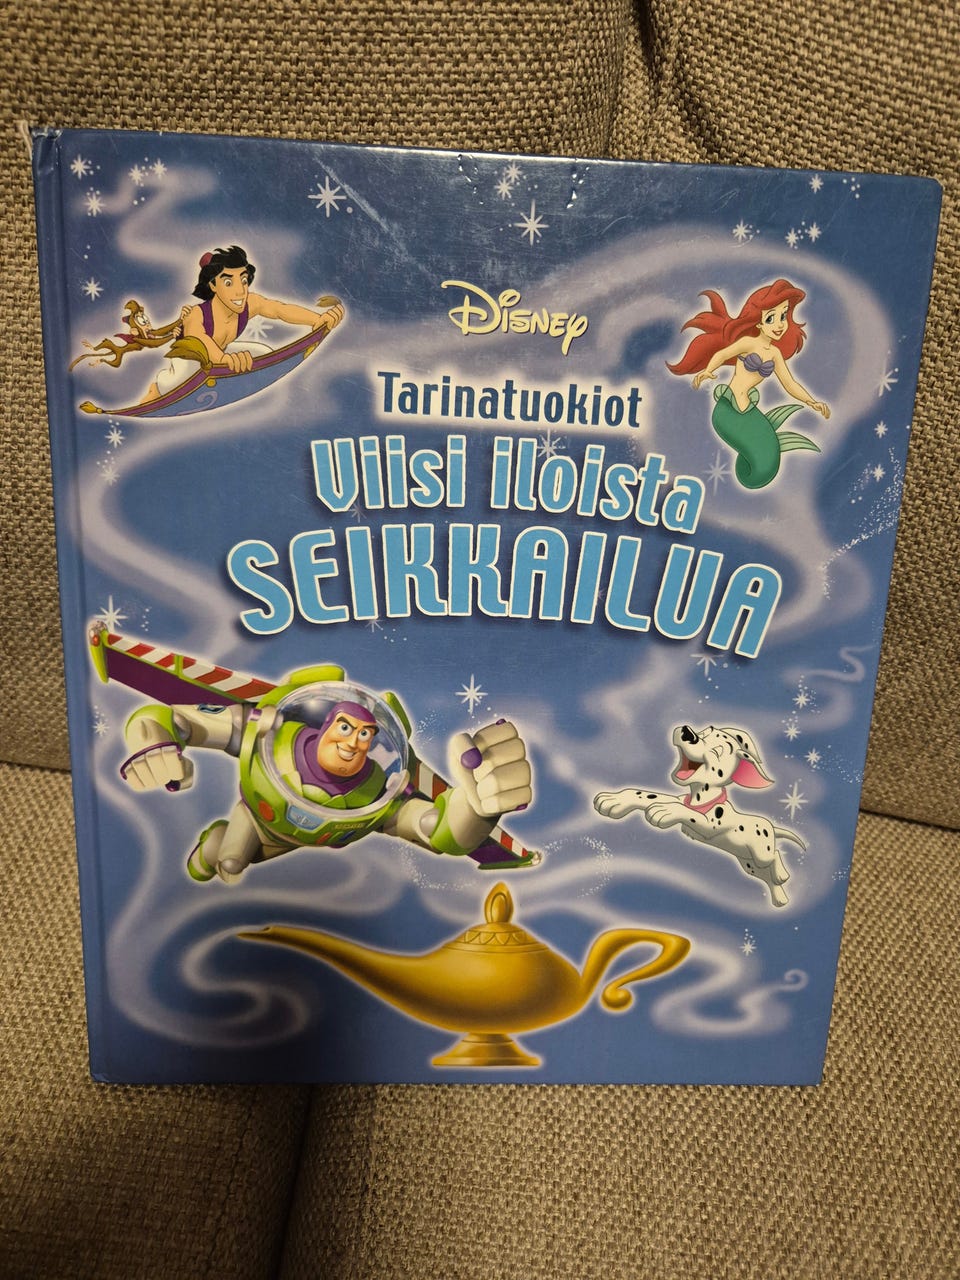 Disney
Tarinatuokiot
Viisi iloista
SEIKKAILUA